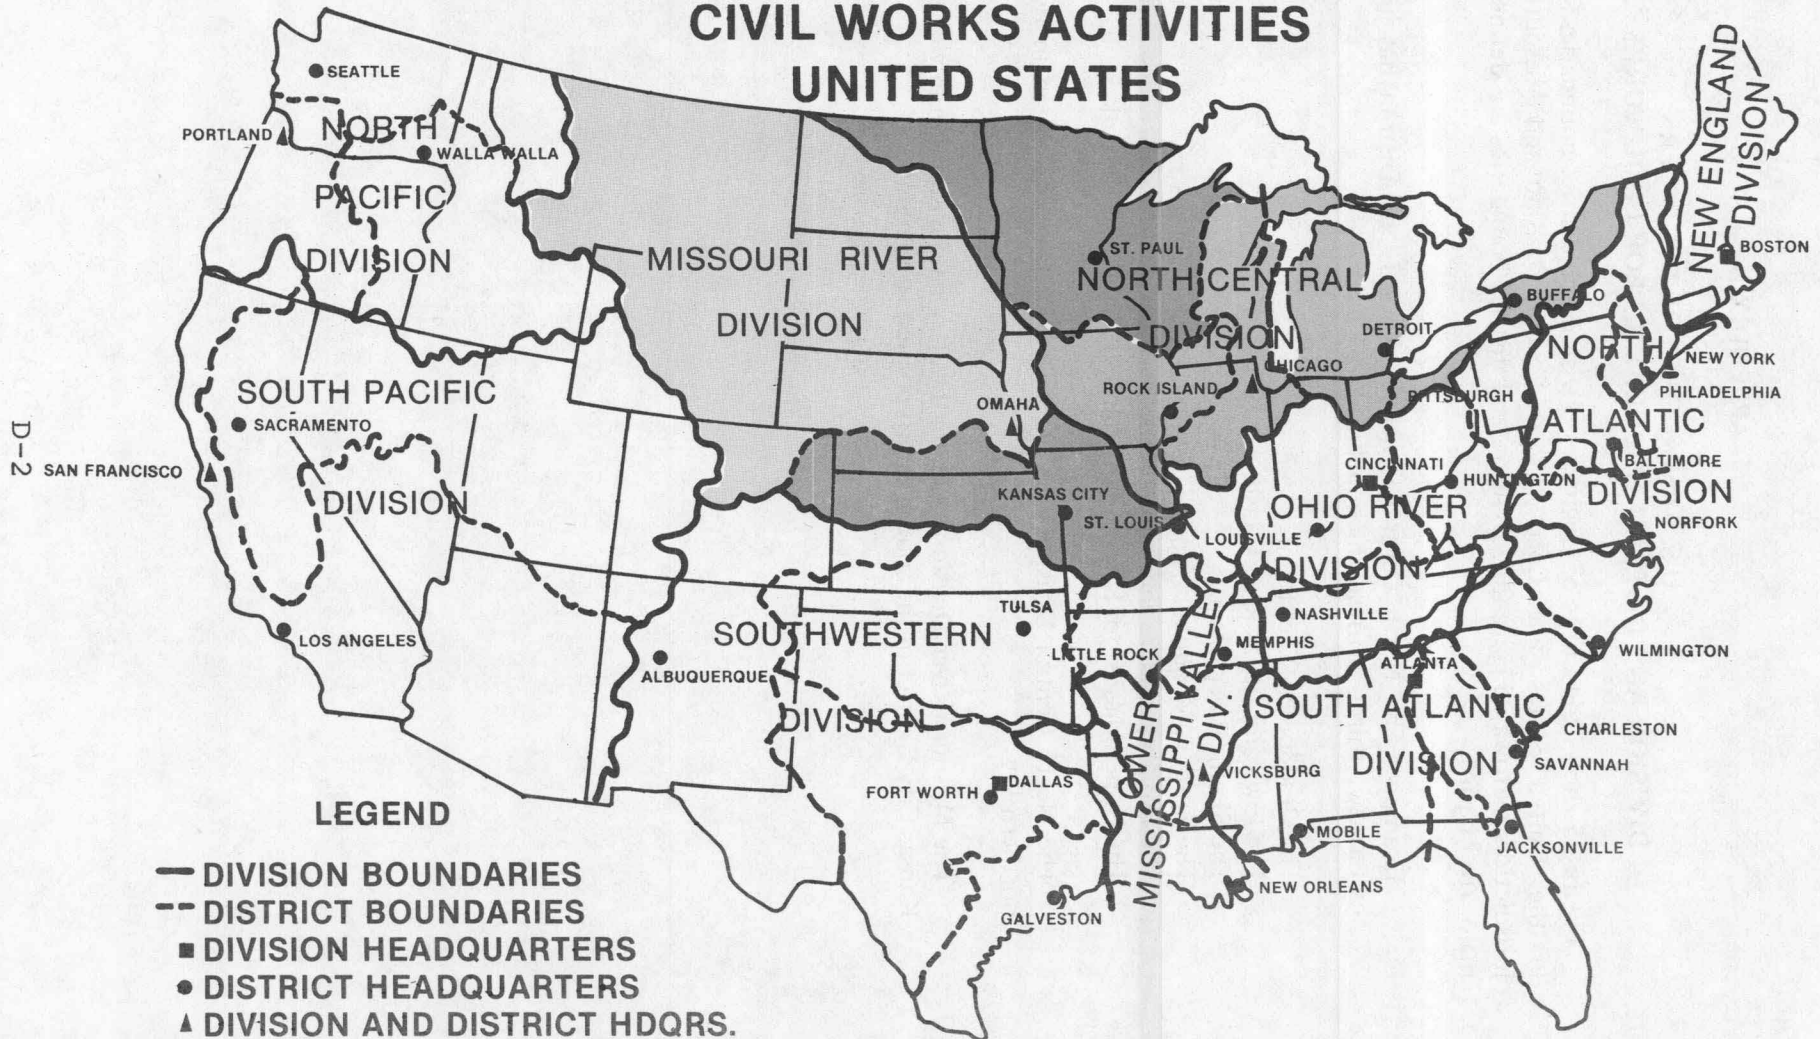 CIVIL WORKS ACTIVITIES
UNITED STATES
SEATTLE
PORTLAND
NORTH
WALLA WALLA
PACIFIC
DIVISION
MISSOURI RIVER
DIVISION
ST. PAUL
NORTH CENTRAL
DIVISION
DETROIT
CHICAGO
ROCK ISLAND
OMAHA
BUFFALO
NEW ENGLAND
DIVISION
BOSTON
NORTH
NEW YORK
PHILADELPHIA
PITTSBURGH
ATLANTIC
BALTIMORE
DIVISION
NORFORK
SOUTH PACIFIC
SACRAMENTO
SAN FRANCISCO
DIVISION
LOS ANGELES
KANSAS CITY
ST. LOUIS
CINCINNATI
HUNTINGTON
OHIO RIVER
LOUISVILLE
DIVISION
NASHVILLE
MEMPHIS
TULSA
SOUTHWESTERN
LITTLE ROCK
ALBUQUERQUE
DIVISION
FORT WORTH
DALLAS
GALVESTON
LOWER
MISSISSIPPI VALLEY
DIV.
VICKSBURG
NEW ORLEANS
ATLANTA
WILMINGTON
SOUTH ATLANTIC
CHARLESTON
DIVISION
SAVANNAH
MOBILE
JACKSONVILLE
LEGEND
DIVISION BOUNDARIES
DISTRICT BOUNDARIES
DIVISION HEADQUARTERS
DISTRICT HEADQUARTERS
DIVISION AND DISTRICT HDQRS.
D-2